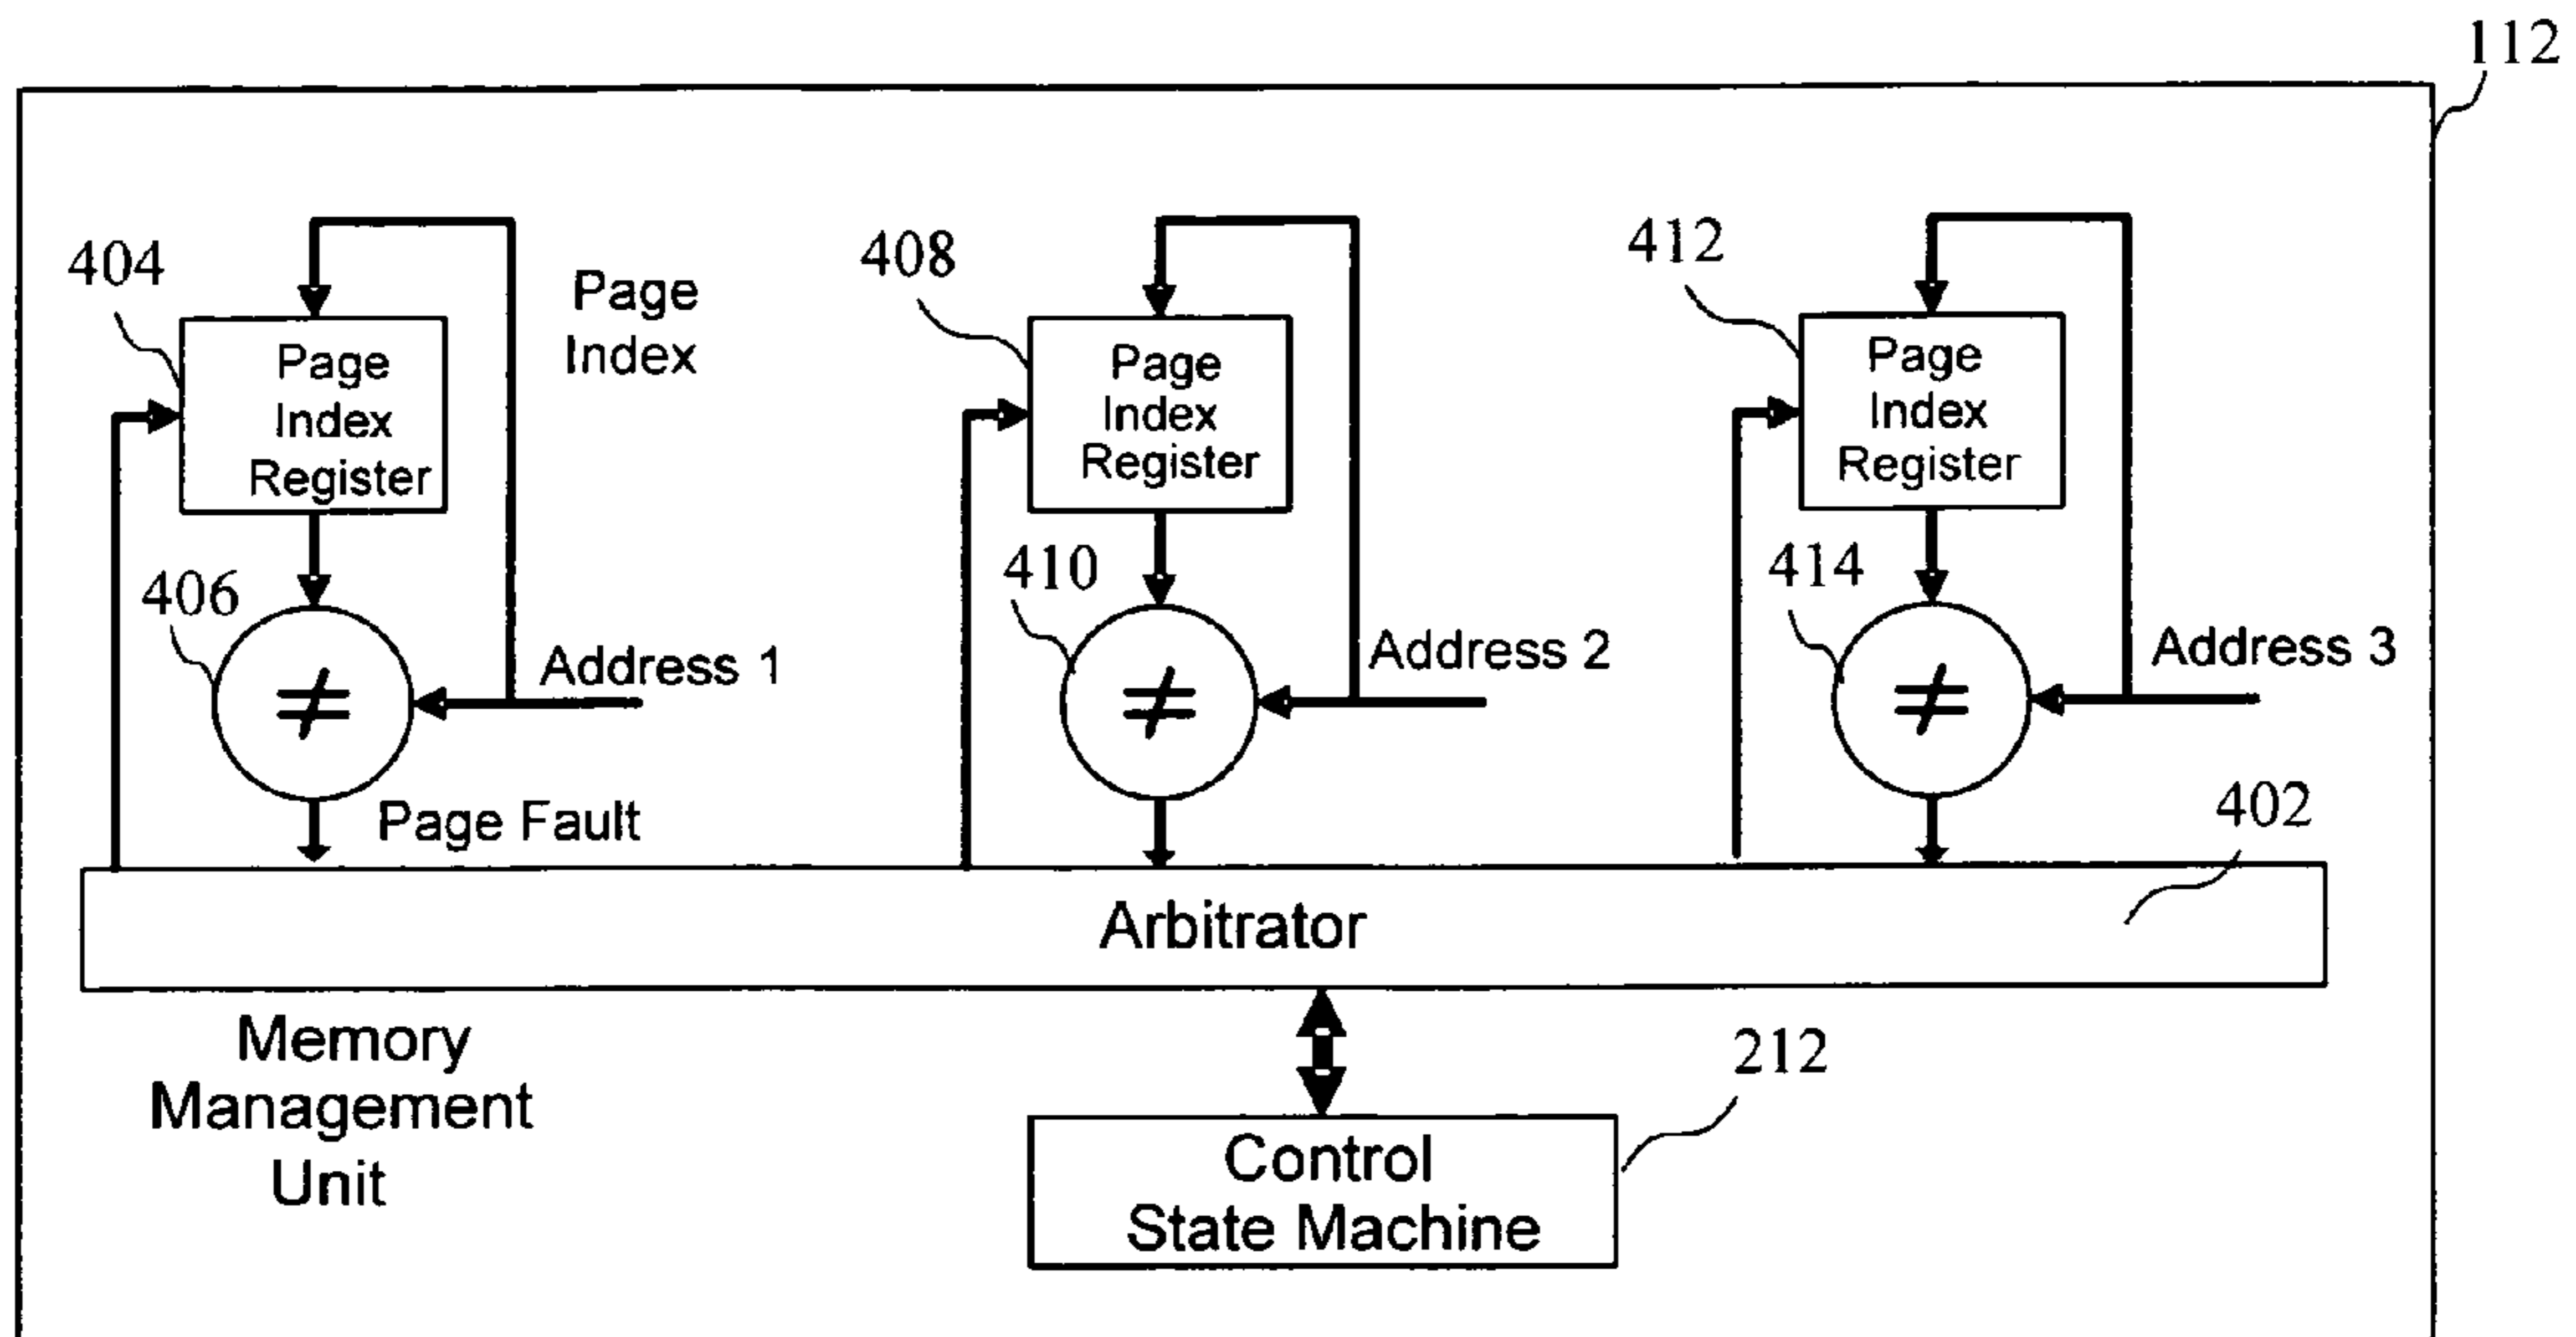 112
404
Page
Index
408
412
Page
Index
Register
Page
Index
Register
Page
Index
Register
406
≠
Address 1
410
≠
Address 2
414
≠
Address 3
Page Fault
402
Arbitrator
Memory
Management
Unit
212
Control
State Machine